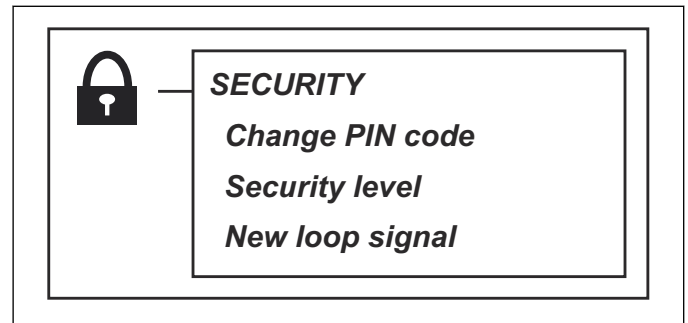 SECURITY
Change PIN code
Security level
New loop signal